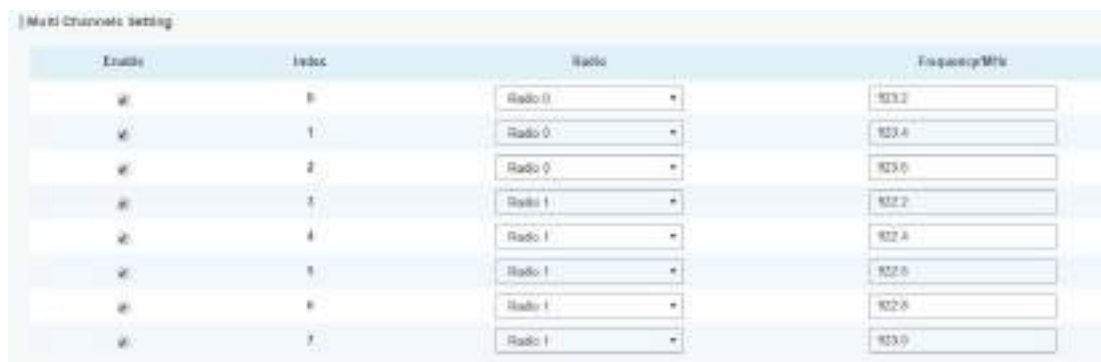 Multi Channels Setting
Enable Index Radio Frequency/MHz
0 Radio 0 923.2
1 Radio 0 923.4
2 Radio 0 923.6
3 Radio 1 922.2
4 Radio 1 922.4
5 Radio 1 922.6
6 Radio 1 922.8
7 Radio 1 923.0